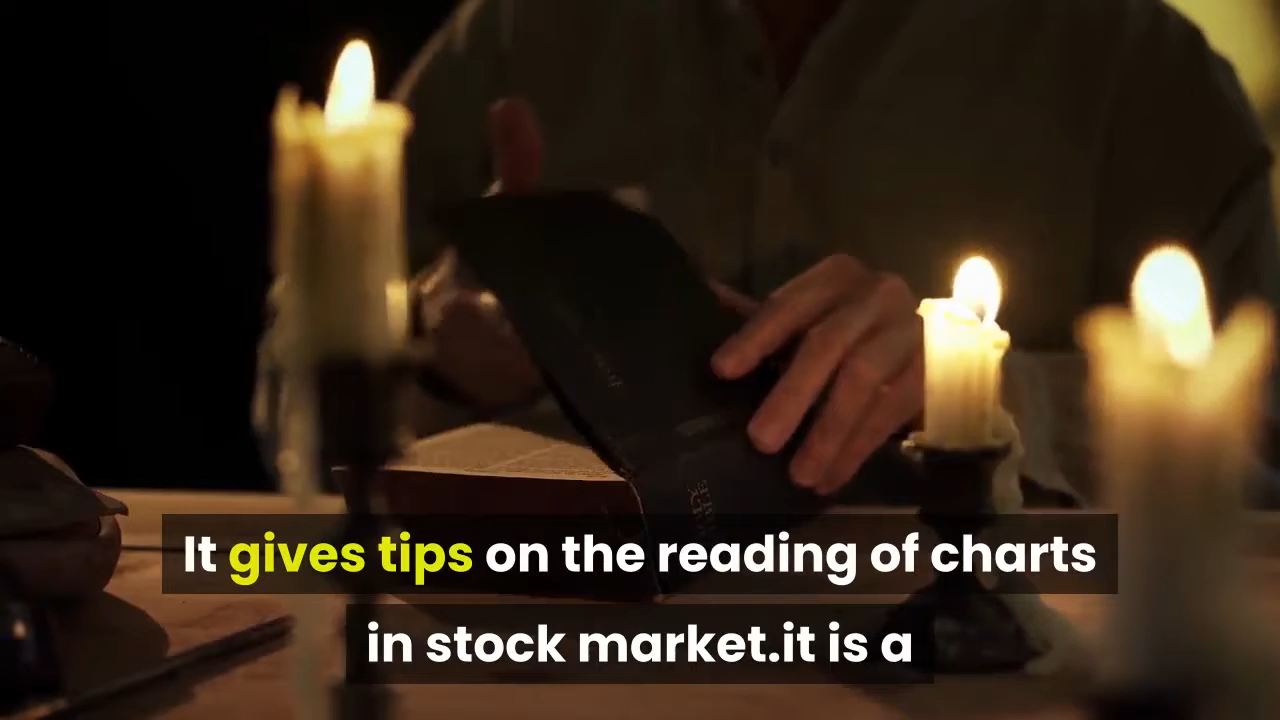 It gives tips on the reading of charts
in stock market.it is a